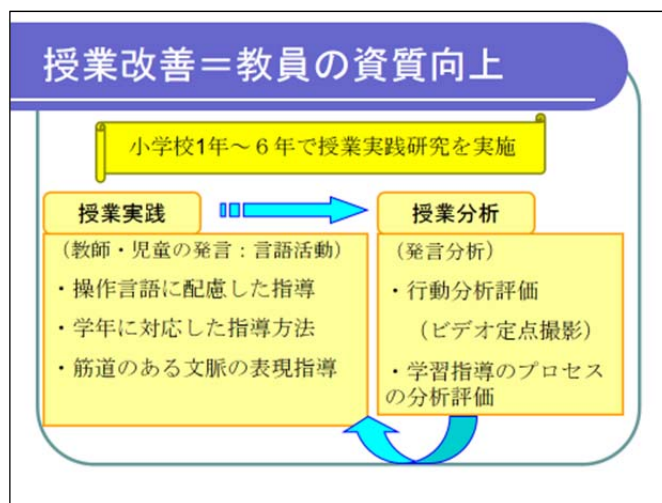 授業改善＝教員の資質向上
小学校1年～６年で授業実践研究を実施
授業実践
（教師・児童の発言：言語活動）
・操作言語に配慮した指導
・学年に対応した指導方法
・筋道のある文脈の表現指導
授業分析
（発言分析）
・行動分析評価
（ビデオ定点撮影）
・学習指導のプロセス
の分析評価